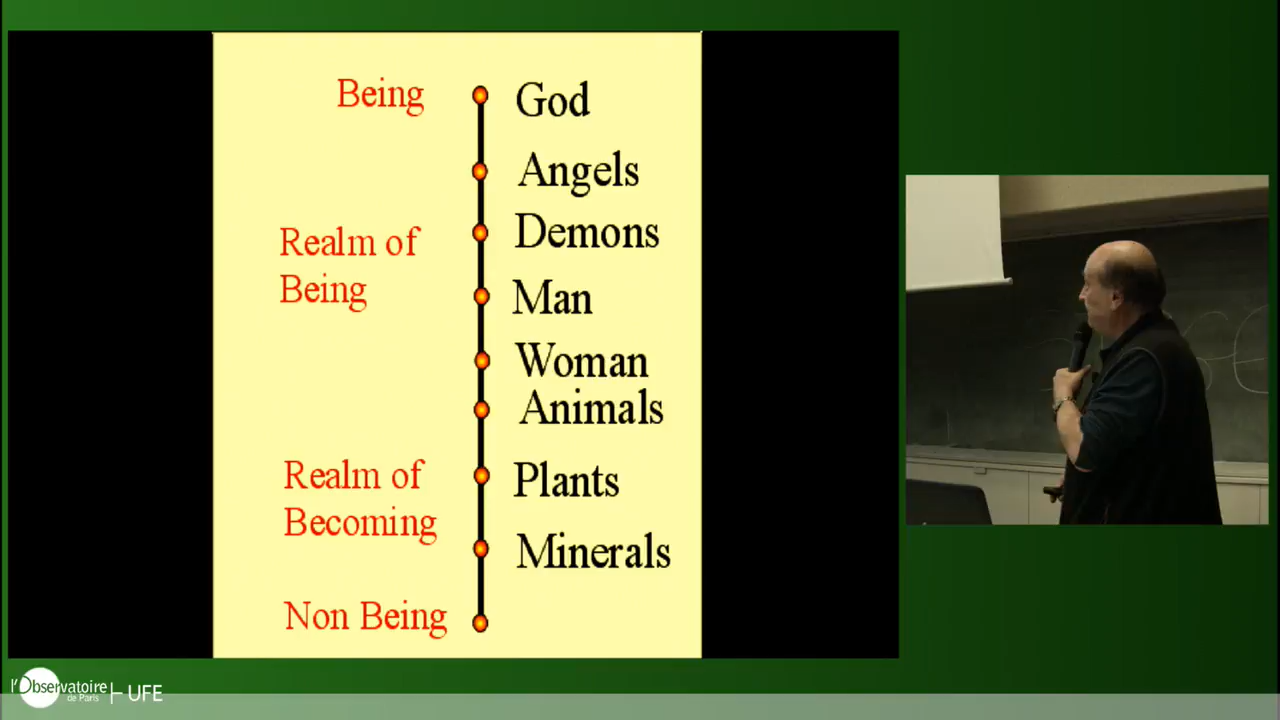 Being
God
Angels
Realm of
Being
Demons
Man
Woman
Animals
Realm of
Becoming
Plants
Minerals
Non Being
l'Observatoire
de Paris
UFE